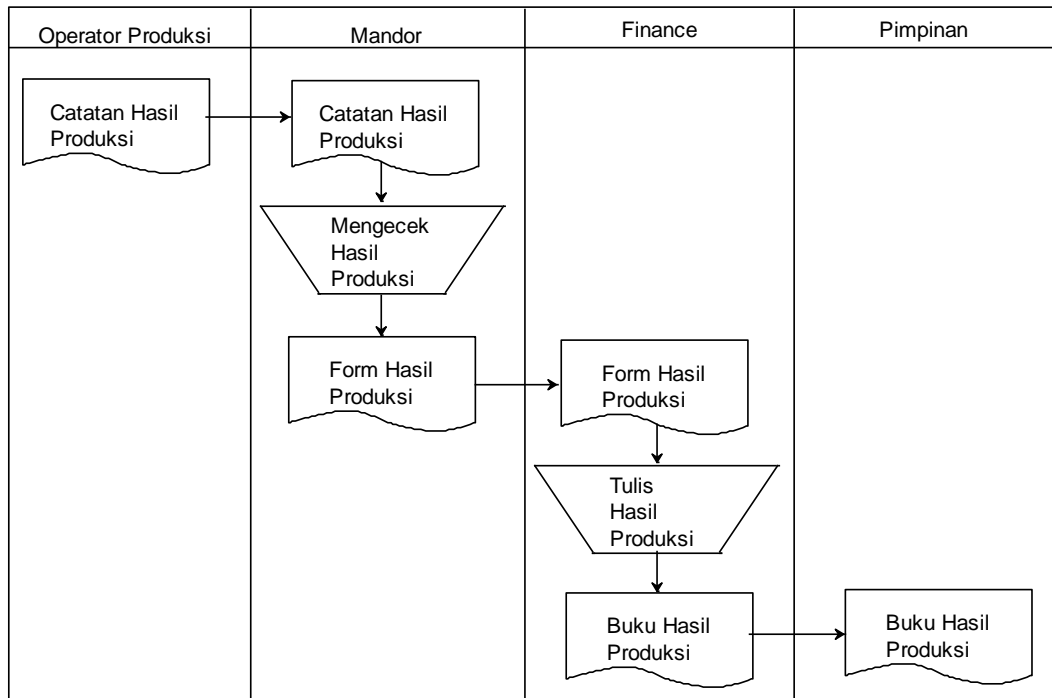 Operator Produksi
Mandor
Finance
Pimpinan
Catatan Hasil
Produksi
Catatan Hasil
Produksi
Mengecek
Hasil
Produksi
Form Hasil
Produksi
Form Hasil
Produksi
Tulis
Hasil
Produksi
Buku Hasil
Produksi
Buku Hasil
Produksi